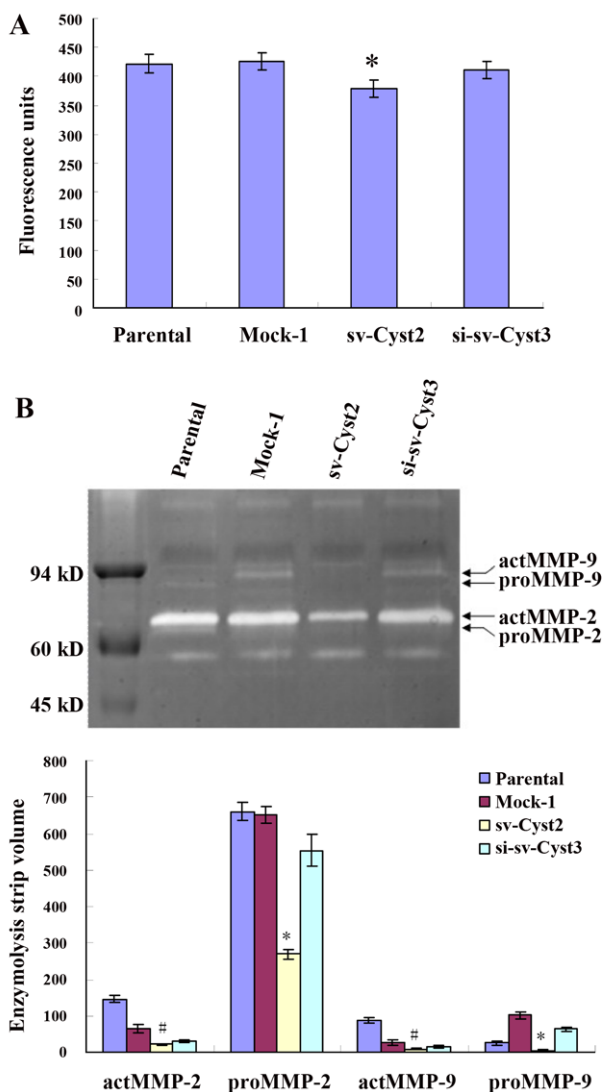 A
500
450
400
350
300
250
200
150
100
50
0
Fluorescence units
*
Parental Mock-1 sv-Cyst2 si-sv-Cyst3
B
Parental Mock-1 sv-Cyst2 si-sv-Cyst3
94 kD
60 kD
45 kD
actMMP-9
proMMP-9
actMMP-2
proMMP-2
800
700
600
500
400
300
200
100
0
Enzymolysis strip volume
Parental
Mock-1
sv-Cyst2
si-sv-Cyst3
# * # *
actMMP-2 proMMP-2 actMMP-9 proMMP-9